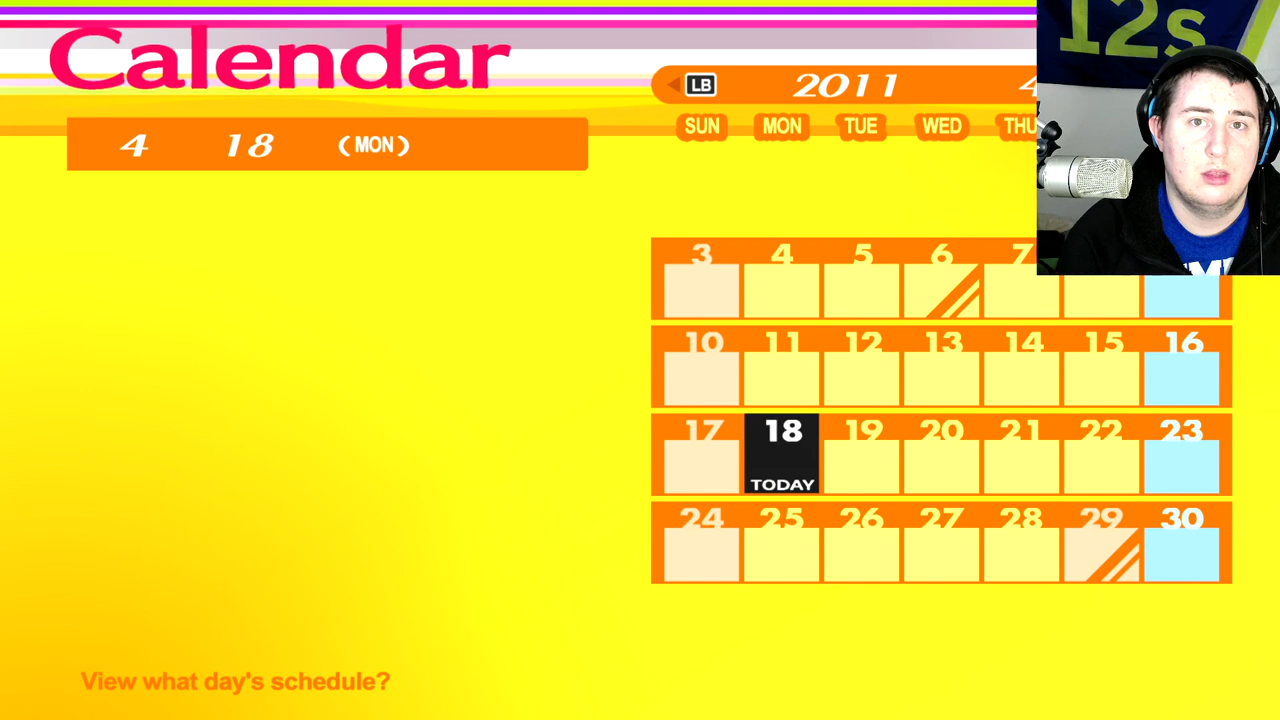 Calendar
12s
LB 2011 4
4 18 (MON)
SUN MON TUE WED THU
3 4 5 6 7
10 11 12 13 14 15 16
17 18 19 20 21 22 23
TODAY
24 25 26 27 28 29 30
View what day's schedule?